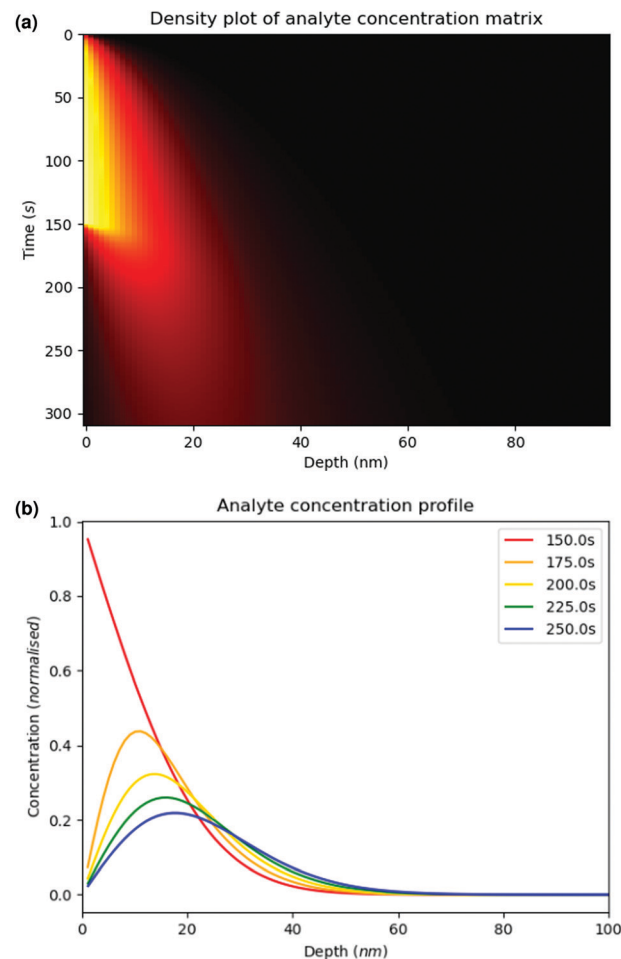 (a)
Density plot of analyte concentration matrix
0
50
100
150
200
250
300
Time (s)
0 20 40 60 80
Depth (nm)
(b)
Analyte concentration profile
1.0
0.8
0.6
0.4
0.2
0.0
Concentration (normalised)
150.0s
175.0s
200.0s
225.0s
250.0s
0 20 40 60 80 100
Depth (nm)